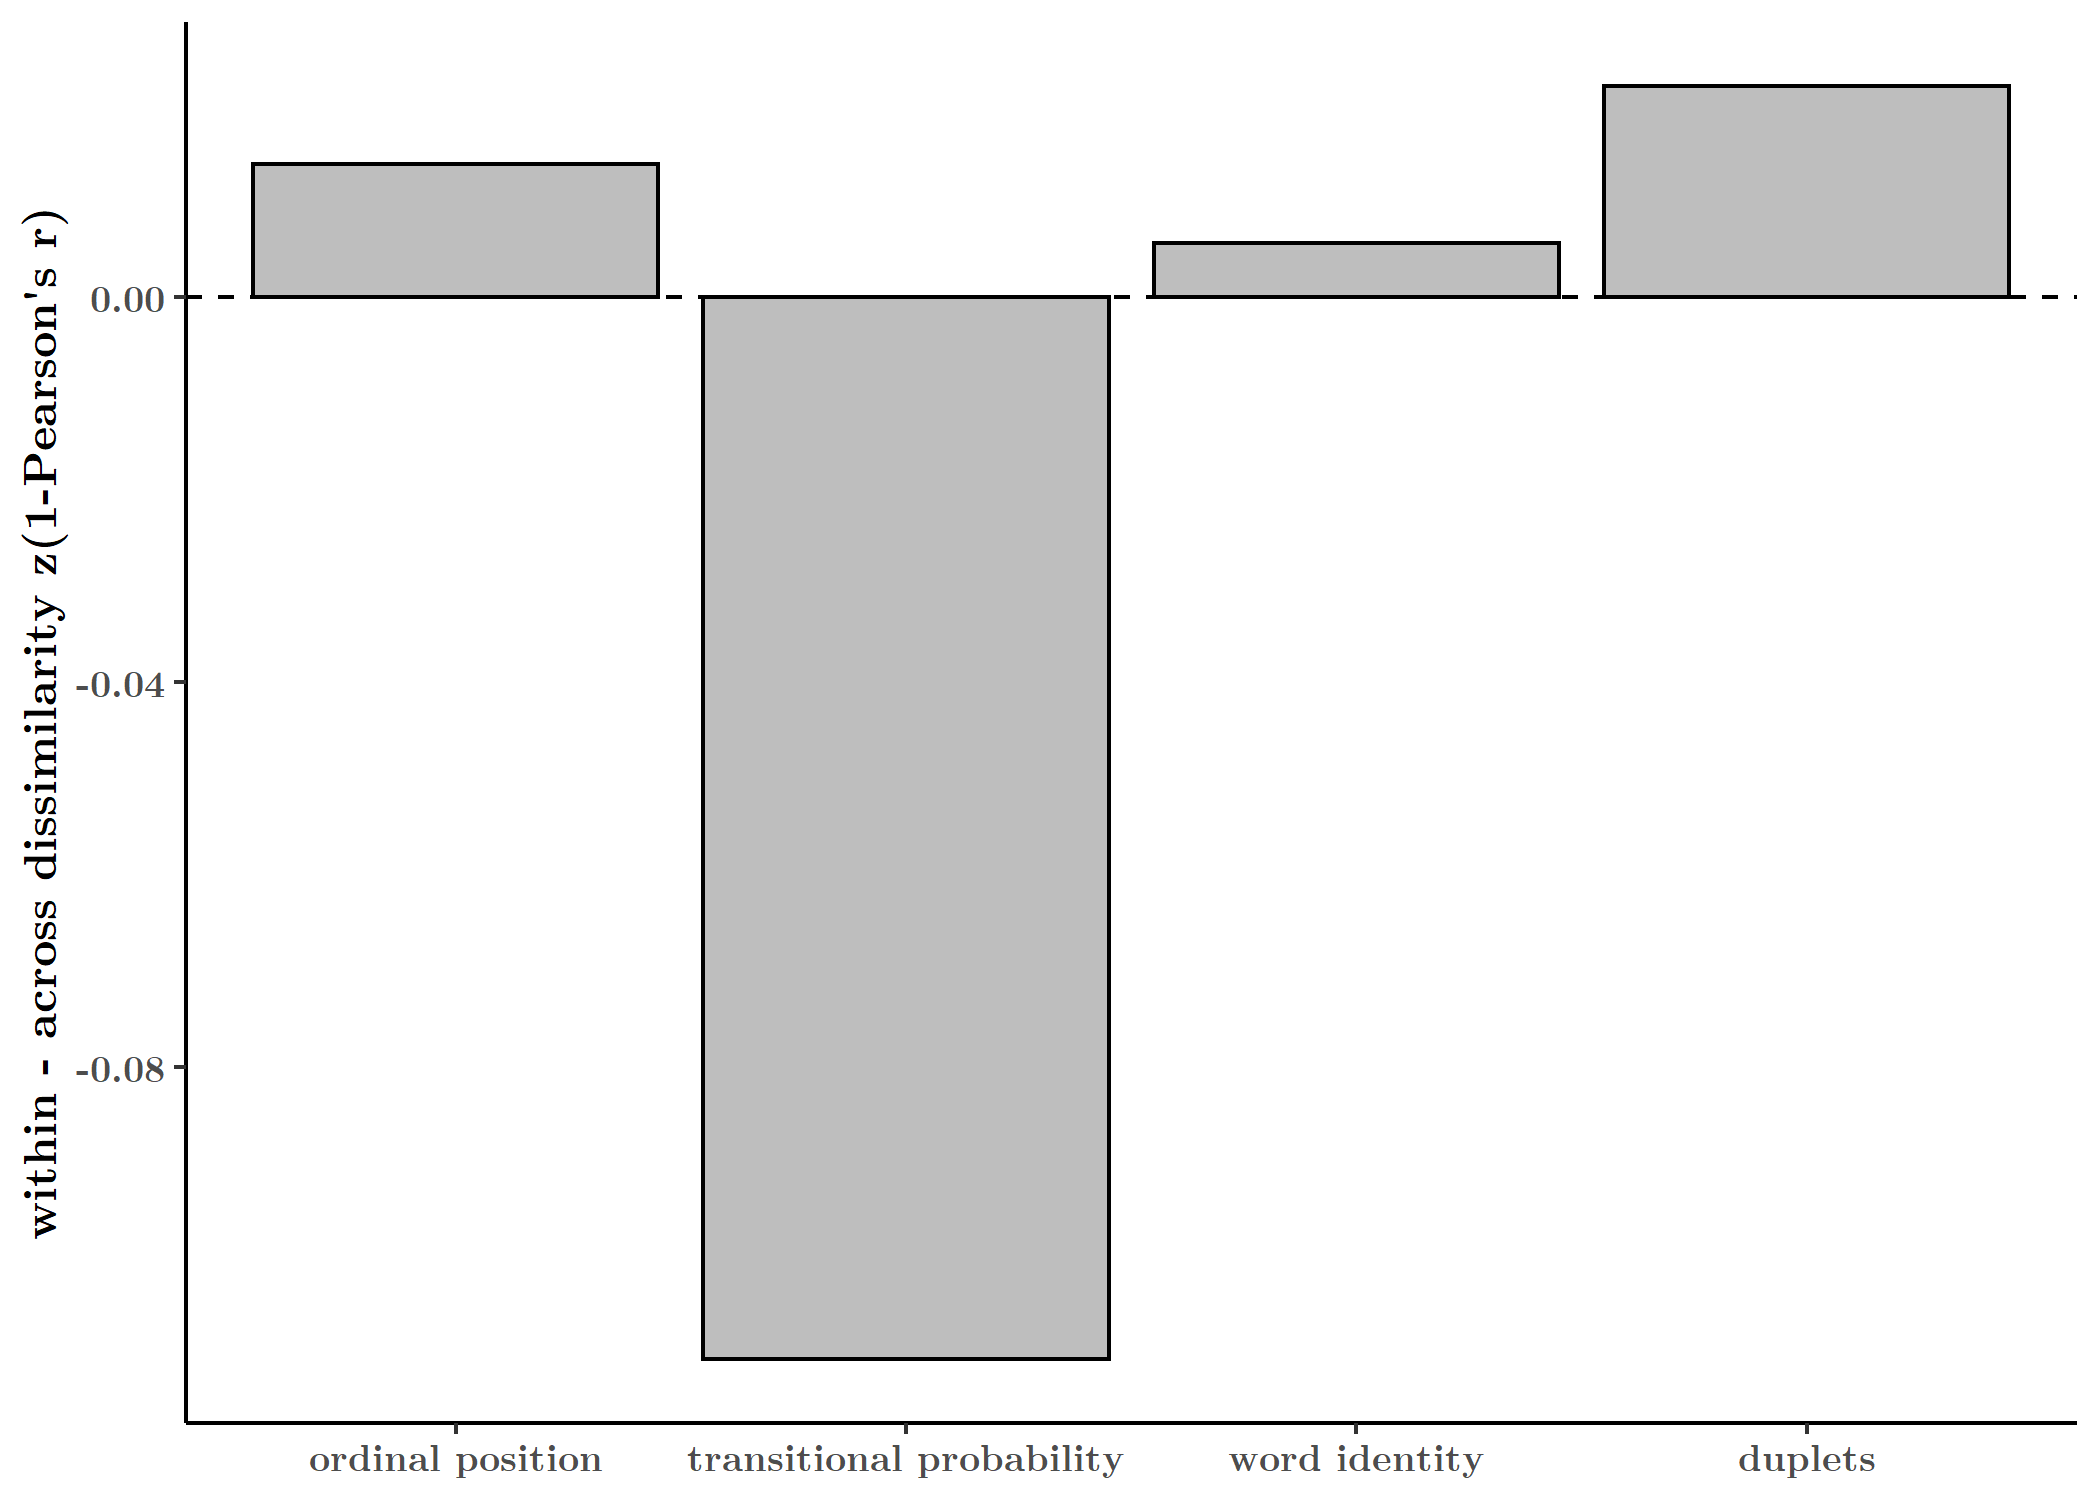 within - across dissimilarity z(1-Pearson's r)
0.00
-0.04
-0.08
ordinal position
transitional probability
word identity
duplets